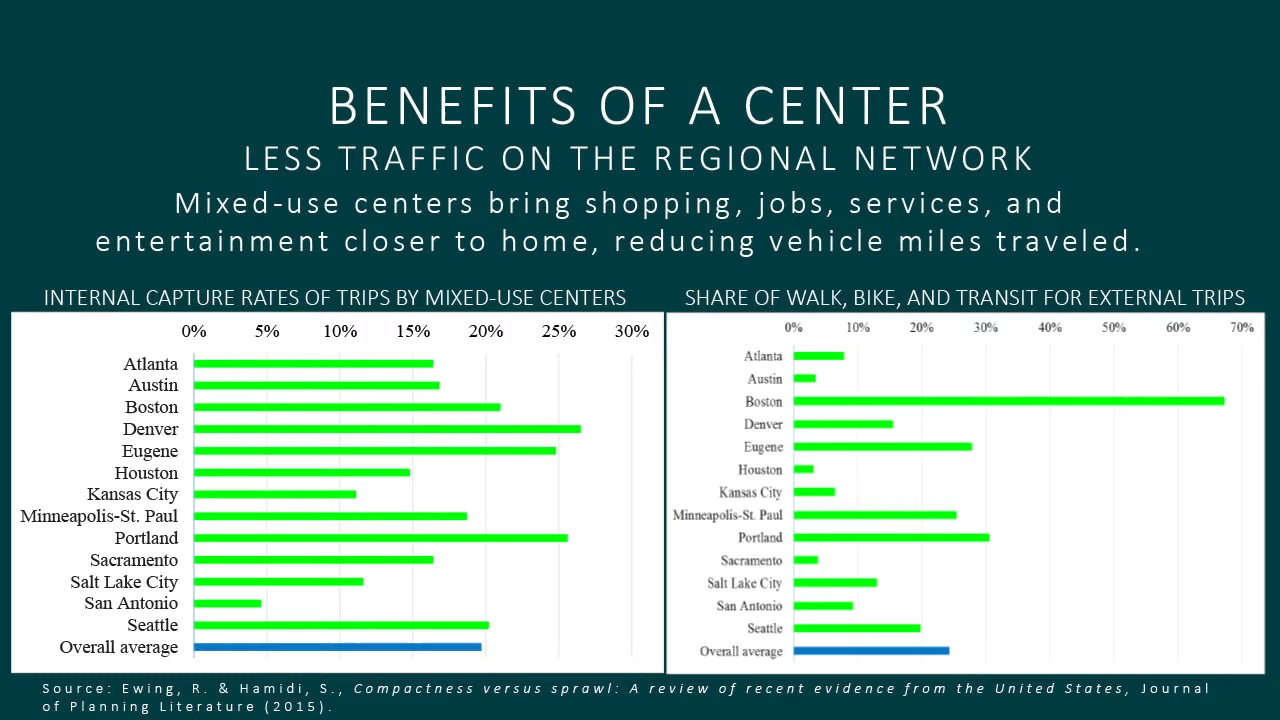 BENEFITS OF A CENTER
LESS TRAFFIC ON THE REGIONAL NETWORK
Mixed-use centers bring shopping, jobs, services, and
entertainment closer to home, reducing vehicle miles traveled.
INTERNAL CAPTURE RATES OF TRIPS BY MIXED-USE CENTERS
0% 5% 10% 15% 20% 25% 30%
Atlanta
Austin
Boston
Denver
Eugene
Houston
Kansas City
Minneapolis-St. Paul
Portland
Sacramento
Salt Lake City
San Antonio
Seattle
Overall average
SHARE OF WALK, BIKE, AND TRANSIT FOR EXTERNAL TRIPS
0% 10% 20% 30% 40% 50% 60% 70%
Atlanta
Austin
Boston
Denver
Eugene
Houston
Kansas City
Minneapolis-St. Paul
Portland
Sacramento
Salt Lake City
San Antonio
Seattle
Overall average
Source: Ewing, R. & Hamidi, S., Compactness versus sprawl: A review of recent evidence from the United States, Journal
of Planning Literature (2015).